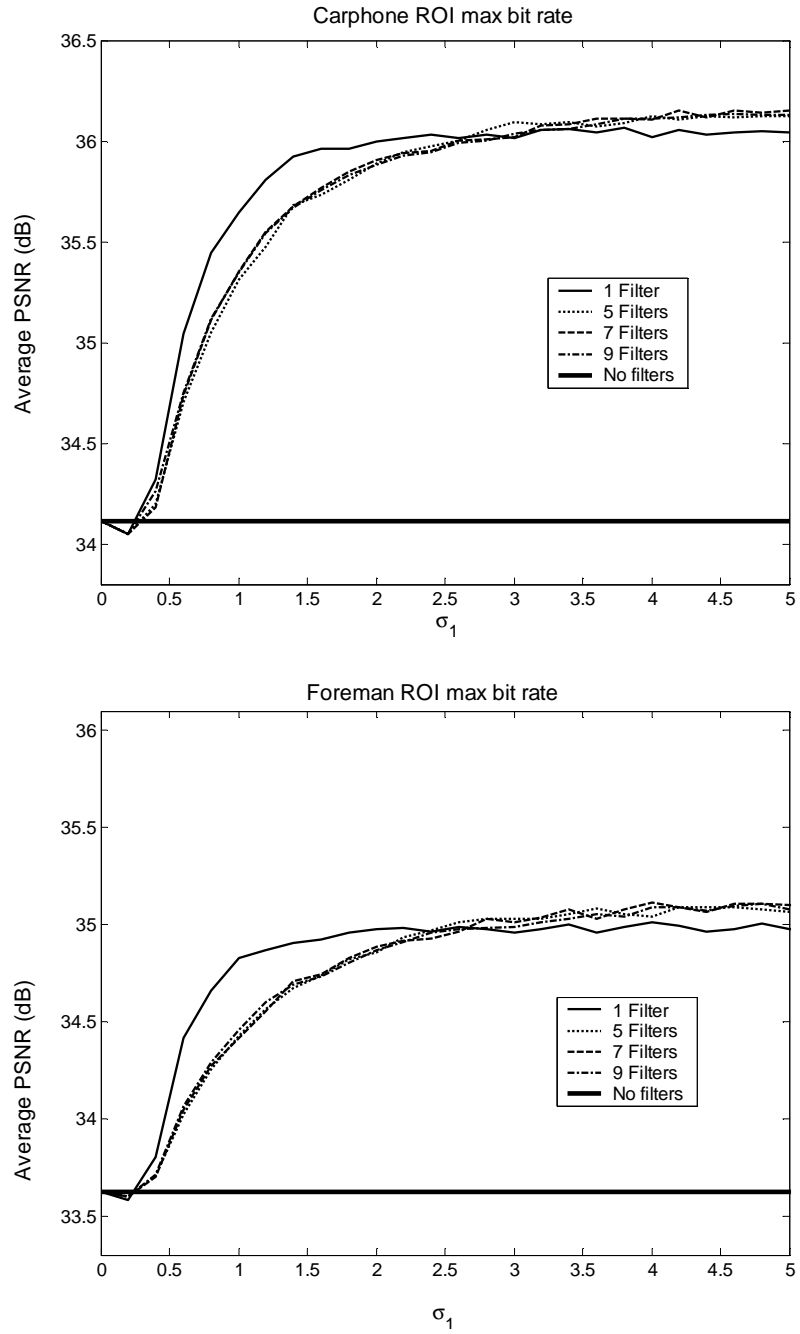 Carphone ROI max bit rate
36.5
36
35.5
35
34.5
34
Average PSNR (dB)
1 Filter
5 Filters
7 Filters
9 Filters
No filters
0 0.5 1 1.5 2 2.5 3 3.5 4 4.5 5
σ1
Foreman ROI max bit rate
36
35.5
35
34.5
34
33.5
Average PSNR (dB)
1 Filter
5 Filters
7 Filters
9 Filters
No filters
0 0.5 1 1.5 2 2.5 3 3.5 4 4.5 5
σ1